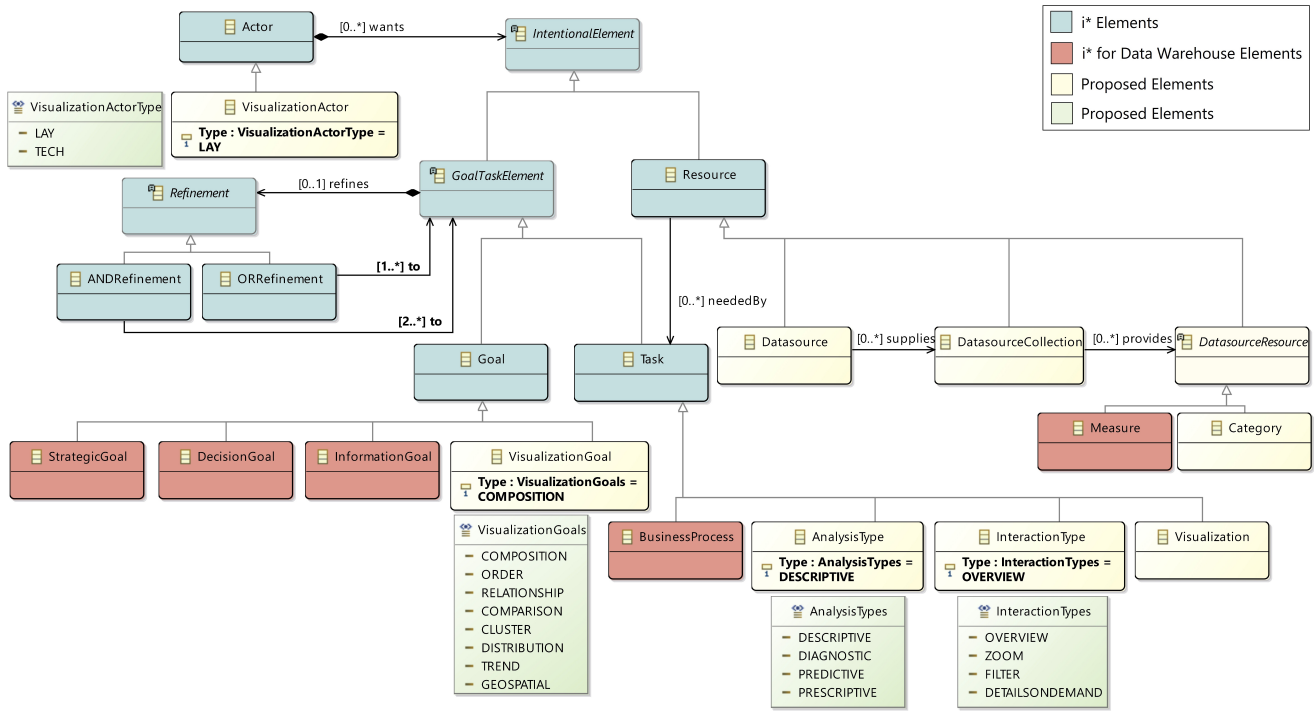 Actor
[0..*] wants
IntentionalElement
i* Elements
i* for Data Warehouse Elements
Proposed Elements
Proposed Elements
VisualizationActorType
LAY
TECH
VisualizationActor
Type : VisualizationActorType =
LAY
Refinement
[0..1] refines
GoalTaskElement
Resource
ANDRefinement
ORRefinement
[1..*] to
[2..*] to
[0..*] neededBy
Goal
Task
Datasource
[0..*] supplies
DatasourceCollection
[0..*] provides
DatasourceResource
Measure
Category
StrategicGoal
DecisionGoal
InformationGoal
VisualizationGoal
Type : VisualizationGoals =
COMPOSITION
VisualizationGoals
COMPOSITION
ORDER
RELATIONSHIP
COMPARISON
CLUSTER
DISTRIBUTION
TREND
GEOSPATIAL
BusinessProcess
AnalysisType
Type : AnalysisTypes =
DESCRIPTIVE
InteractionType
Type : InteractionTypes =
OVERVIEW
Visualization
AnalysisTypes
DESCRIPTIVE
DIAGNOSTIC
PREDICTIVE
PRESCRIPTIVE
InteractionTypes
OVERVIEW
ZOOM
FILTER
DETAILSONDEMAND